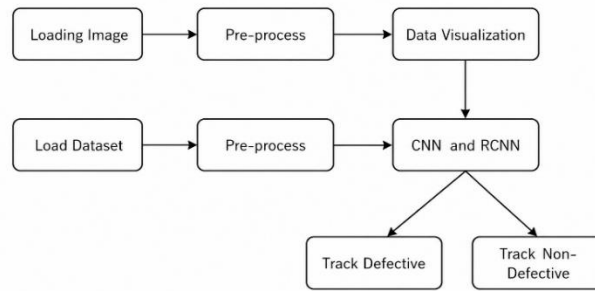 Loading Image
Pre-process
Data Visualization
Load Dataset
Pre-process
CNN and RCNN
Track Defective
Track Non-
Defective